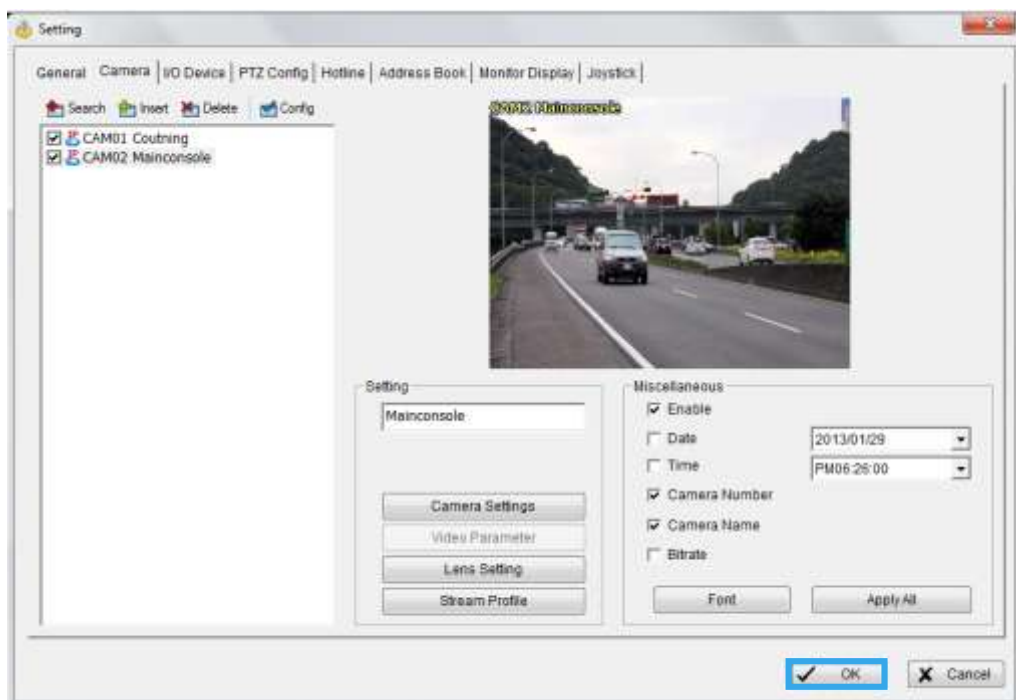 Setting
General Camera I/O Device PTZ Config Hotline Address Book Monitor Display Joystick
Search Insert Delete Config
CAM02 Mainconsole
CAM01 Coutning
CAM02 Mainconsole
Setting
Mainconsole
Camera Settings
Video Parameter
Lens Setting
Stream Profile
Miscellaneous
Enable
Date 2013/01/29
Time PM06:26:00
Camera Number
Camera Name
Bitrate
Font Apply All
OK Cancel